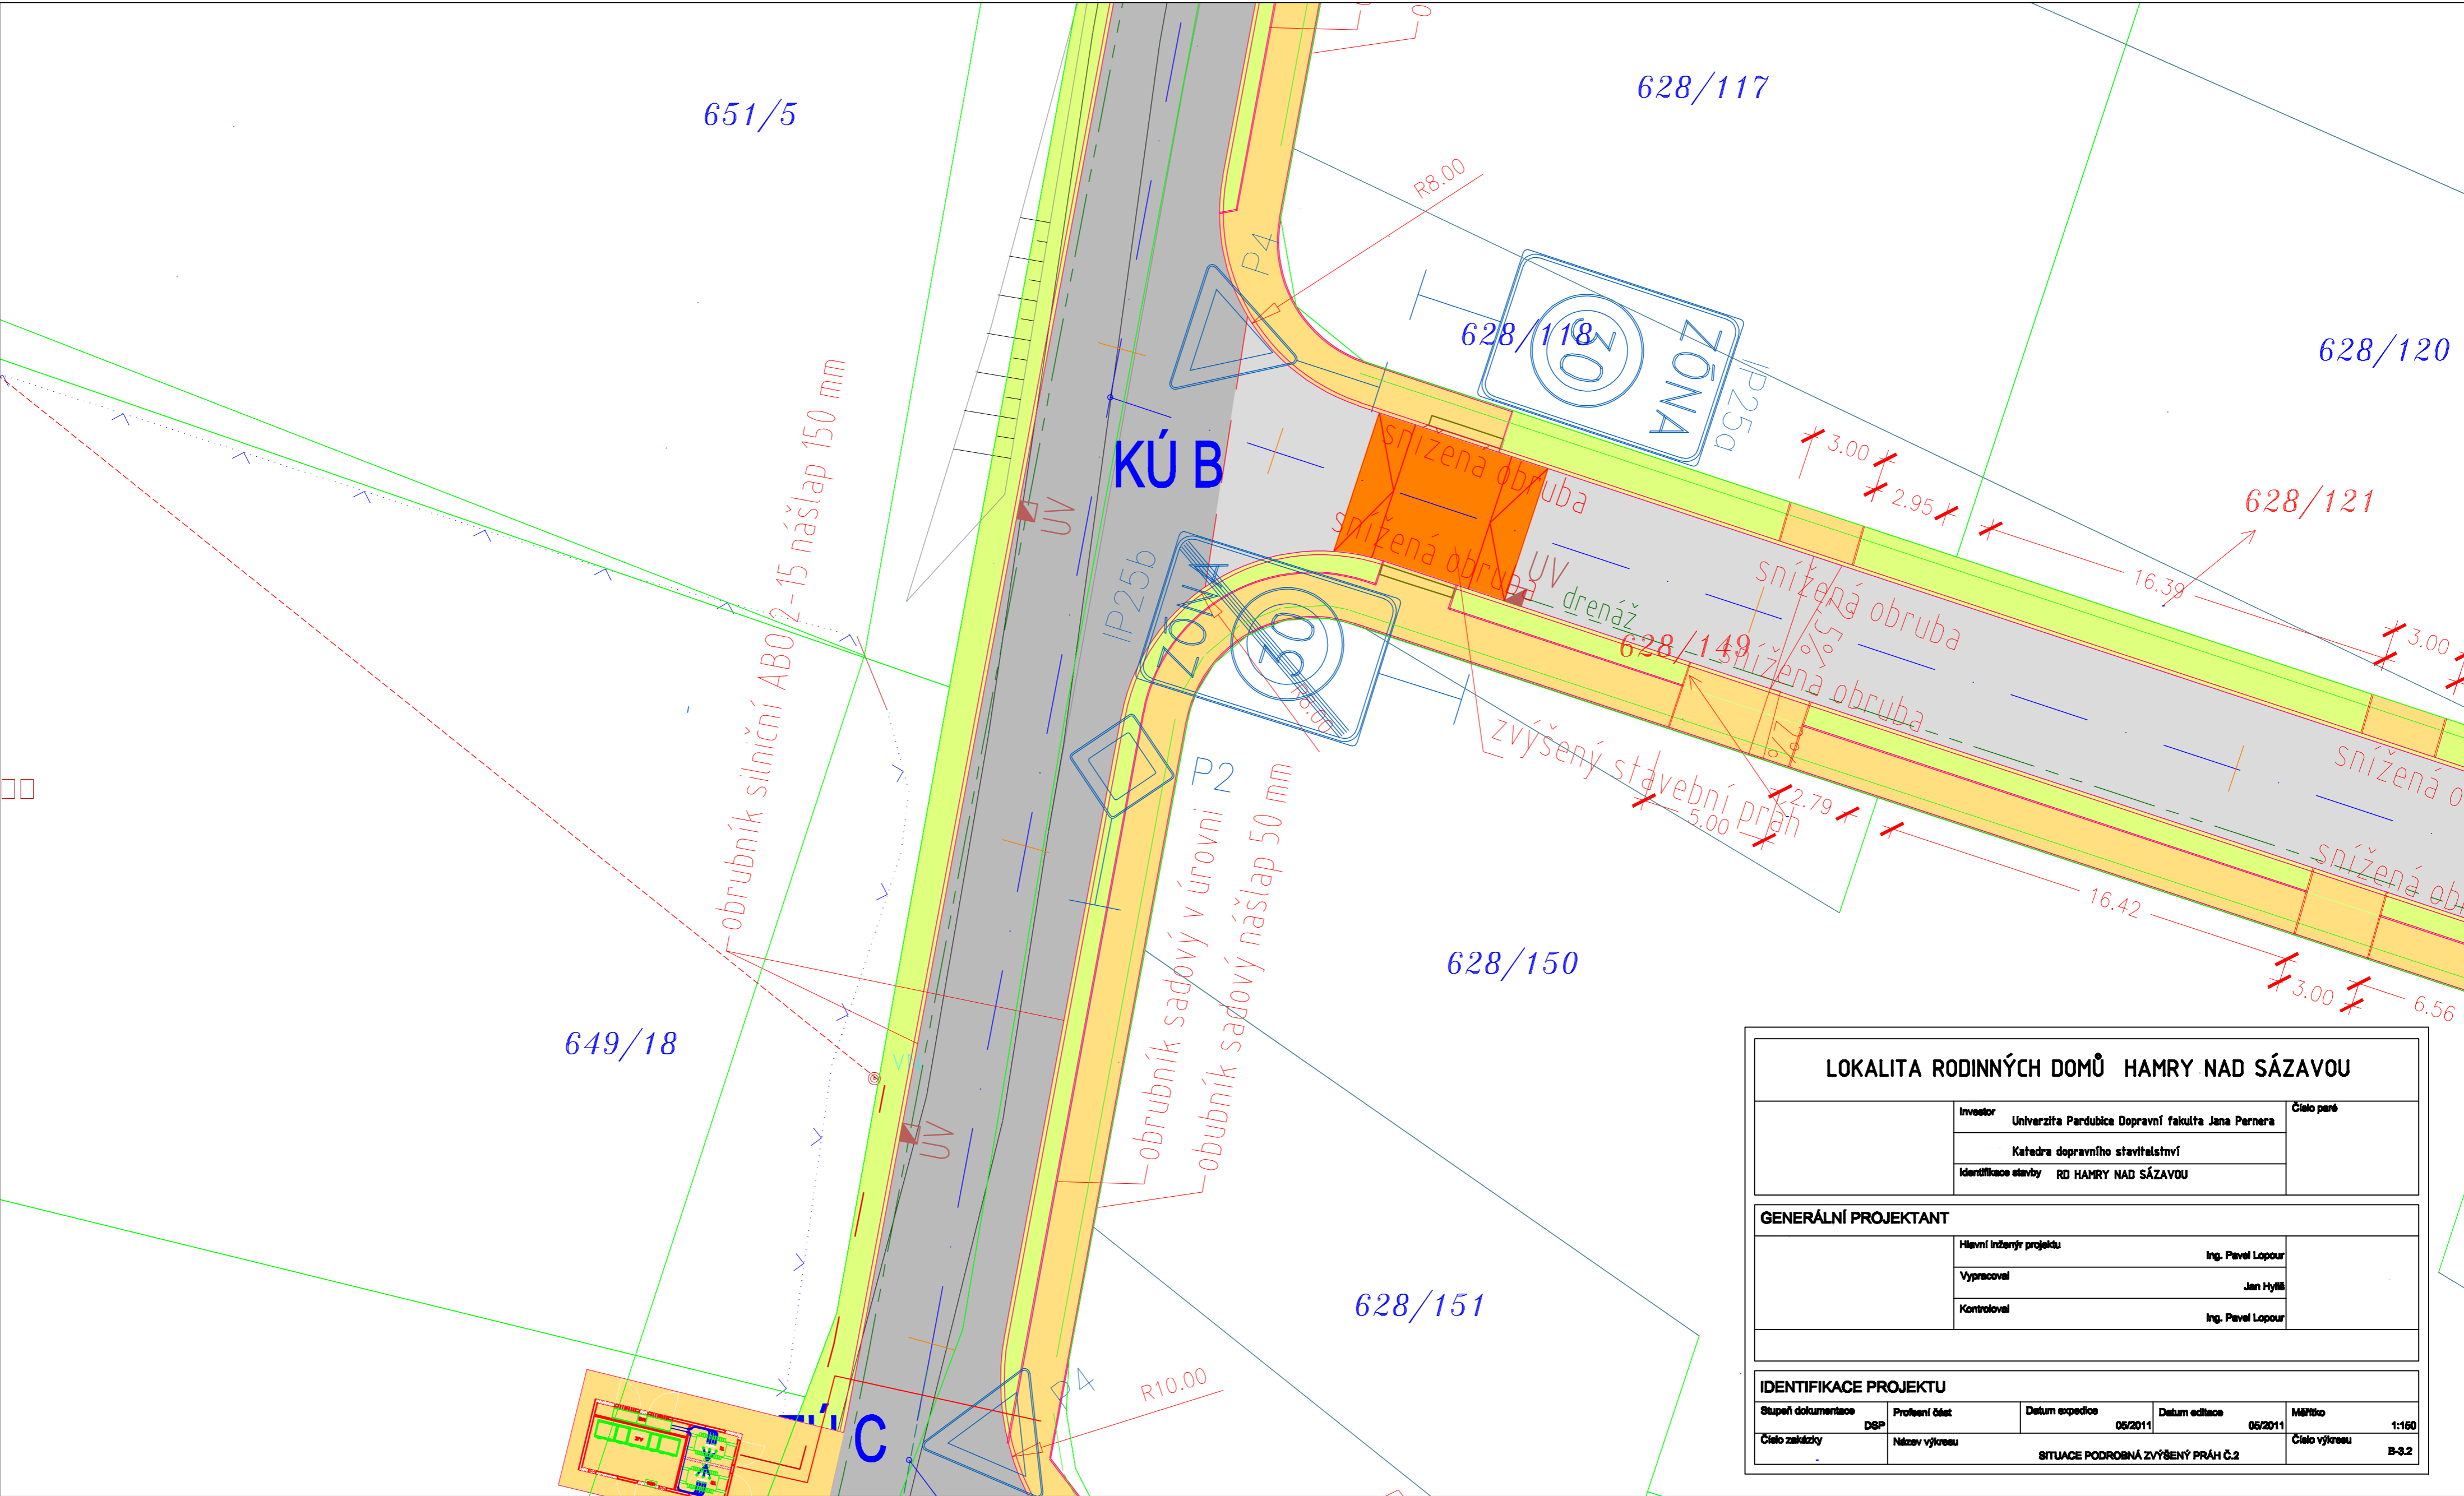 651/5
628/117
R8.00
P4
628/118
30
ZÓNA
IP25a
628/120
3.00
2.95
628/121
16.39
3.00
KÚ B
snížená obruba
snížená obruba
UV
UV
drenáž
628/149
snížená obruba
snížená obruba
2%
IP25b
ZÓNA
30
P2
zvýšený stavební práh
2.79
5.00
16.42
3.00
6.56
obrubník silniční ABO 2-15 nášlap 150 mm
obrubník sadový v úrovni
obubník sadový nášlap 50 mm
628/150
649/18
UV
628/151
R10.00
P4
C
LOKALITA RODINNÝCH DOMŮ HAMRY NAD SÁZAVOU
Investor
Univerzita Pardubice Dopravní fakulta Jana Pernera
Číslo paré
Katedra dopravního stavitalstnví
Identifikace stavby RD HAMRY NAD SÁZAVOU
GENERÁLNÍ PROJEKTANT
Hlavní inženýr projektu
Ing. Pavel Lopour
Vypracoval
Jan Hyliš
Kontroloval
Ing. Pavel Lopour
IDENTIFIKACE PROJEKTU
Stupeň dokumentace DSP
Profesní část
Datum expedice 05/2011
Datum editace 05/2011
Měřítko 1:150
Číslo zakázky -
Název výkresu
SITUACE PODROBNÁ ZVÝŠENÝ PRÁH Č.2
Číslo výkresu B-3.2